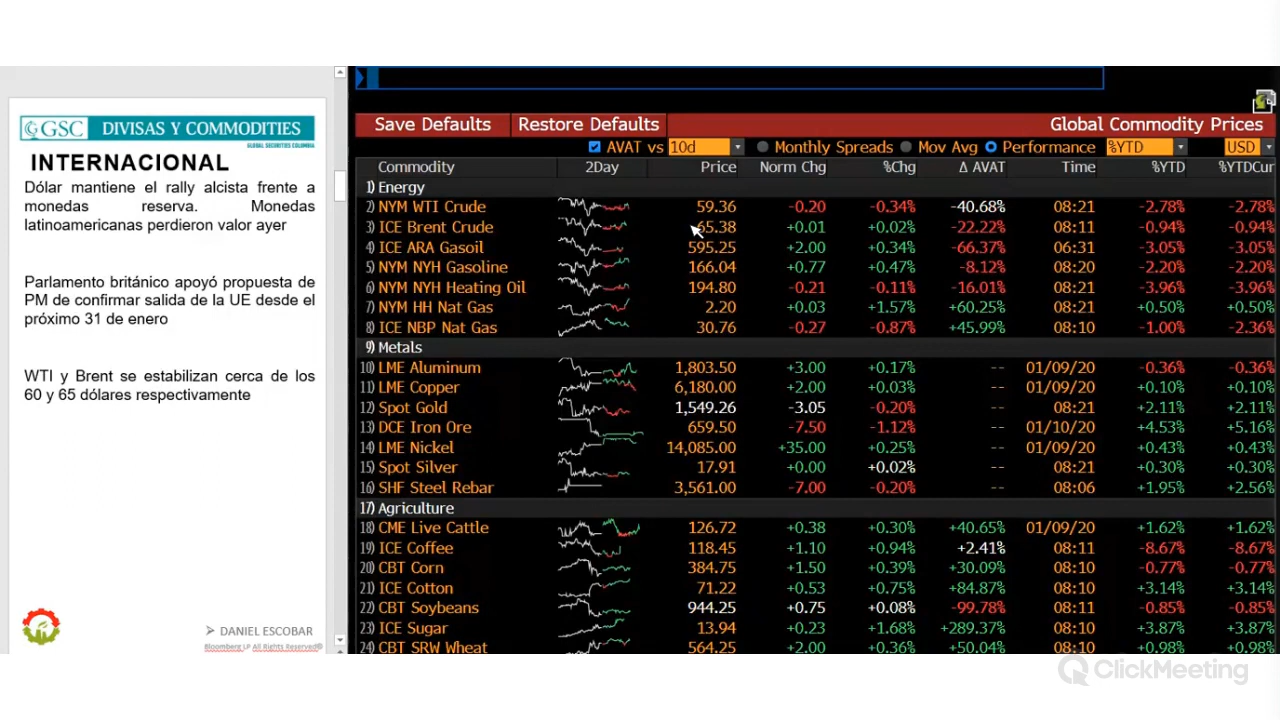 GSC DIVISAS Y COMMODITIES
GLOBAL SECURITIES COLOMBIA
INTERNACIONAL
Dólar mantiene el rally alcista frente a
monedas reserva. Monedas
latinoamericanas perdieron valor ayer
Parlamento británico apoyó propuesta de
PM de confirmar salida de la UE desde el
próximo 31 de enero
WTI y Brent se estabilizan cerca de los
60 y 65 dólares respectivamente
➢ DANIEL ESCOBAR
Bloomberg LP All Rights Reserved®
Save Defaults Restore Defaults Global Commodity Prices
AVAT vs 10d Monthly Spreads Mov Avg Performance %YTD USD
Commodity 2Day Price Norm Chg %Chg Δ AVAT Time %YTD %YTDCur
1) Energy
2) NYM WTI Crude 59.36 -0.20 -0.34% -40.68% 08:21 -2.78% -2.78%
3) ICE Brent Crude 65.38 +0.01 +0.02% -22.22% 08:11 -0.94% -0.94%
4) ICE ARA Gasoil 595.25 +2.00 +0.34% -66.37% 06:31 -3.05% -3.05%
5) NYM NYH Gasoline 166.04 +0.77 +0.47% -8.12% 08:20 -2.20% -2.20%
6) NYM NYH Heating Oil 194.80 -0.21 -0.11% -16.01% 08:21 -3.96% -3.96%
7) NYM HH Nat Gas 2.20 +0.03 +1.57% +60.25% 08:21 +0.50% +0.50%
8) ICE NBP Nat Gas 30.76 -0.27 -0.87% +45.99% 08:10 -1.00% -2.36%
9) Metals
10) LME Aluminum 1,803.50 +3.00 +0.17% -- 01/09/20 -0.36% -0.36%
11) LME Copper 6,180.00 +2.00 +0.03% -- 01/09/20 +0.10% +0.10%
12) Spot Gold 1,549.26 -3.05 -0.20% -- 08:21 +2.11% +2.11%
13) DCE Iron Ore 659.50 -7.50 -1.12% -- 01/10/20 +4.53% +5.16%
14) LME Nickel 14,085.00 +35.00 +0.25% -- 01/09/20 +0.43% +0.43%
15) Spot Silver 17.91 +0.00 +0.02% -- 08:21 +0.30% +0.30%
16) SHF Steel Rebar 3,561.00 -7.00 -0.20% -- 08:06 +1.95% +2.56%
17) Agriculture
18) CME Live Cattle 126.72 +0.38 +0.30% +40.65% 01/09/20 +1.62% +1.62%
19) ICE Coffee 118.45 +1.10 +0.94% +2.41% 08:11 -8.67% -8.67%
20) CBT Corn 384.75 +1.50 +0.39% +30.09% 08:10 -0.77% -0.77%
21) ICE Cotton 71.22 +0.53 +0.75% +84.87% 08:10 +3.14% +3.14%
22) CBT Soybeans 944.25 +0.75 +0.08% -99.78% 08:11 -0.85% -0.85%
23) ICE Sugar 13.94 +0.23 +1.68% +289.37% 08:10 +3.87% +3.87%
24) CBT SRW Wheat 564.25 +2.00 +0.36% +50.04% 08:10 +0.98% +0.98%
ClickMeeting